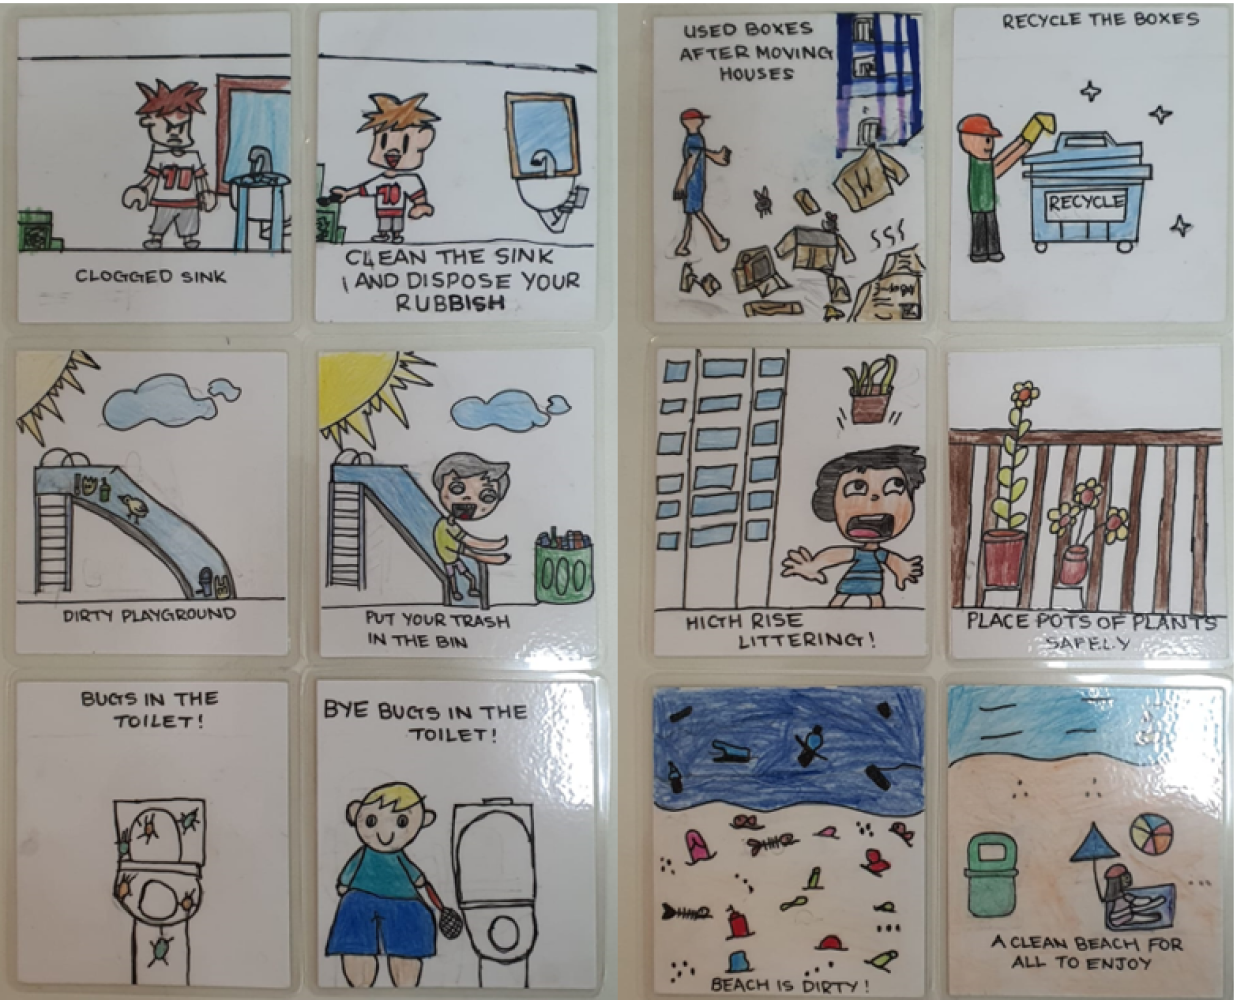 CLOGGED SINK
CLEAN THE SINK
AND DISPOSE YOUR
RUBBISH
USED BOXES
AFTER MOVING
HOUSES
RECYCLE THE BOXES
RECYCLE
DIRTY PLAYGROUND
PUT YOUR TRASH
IN THE BIN
HIGH RISE
LITTERING!
PLACE POTS OF PLANTS
SAFELY
BUGS IN THE
TOILET!
BYE BUGS IN THE
TOILET!
BEACH IS DIRTY!
A CLEAN BEACH FOR
ALL TO ENJOY